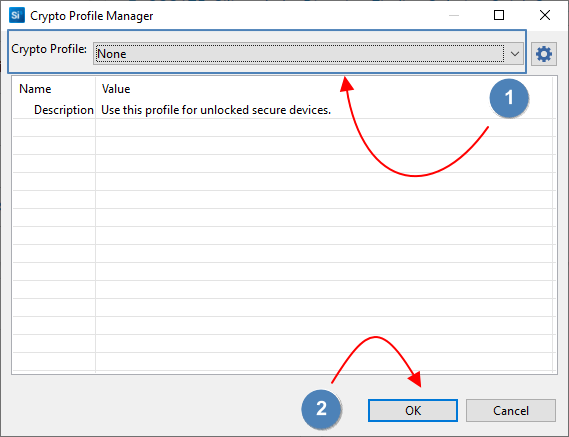 Si Crypto Profile Manager
Crypto Profile: None
Name Value
Description Use this profile for unlocked secure devices.
1
2
OK Cancel